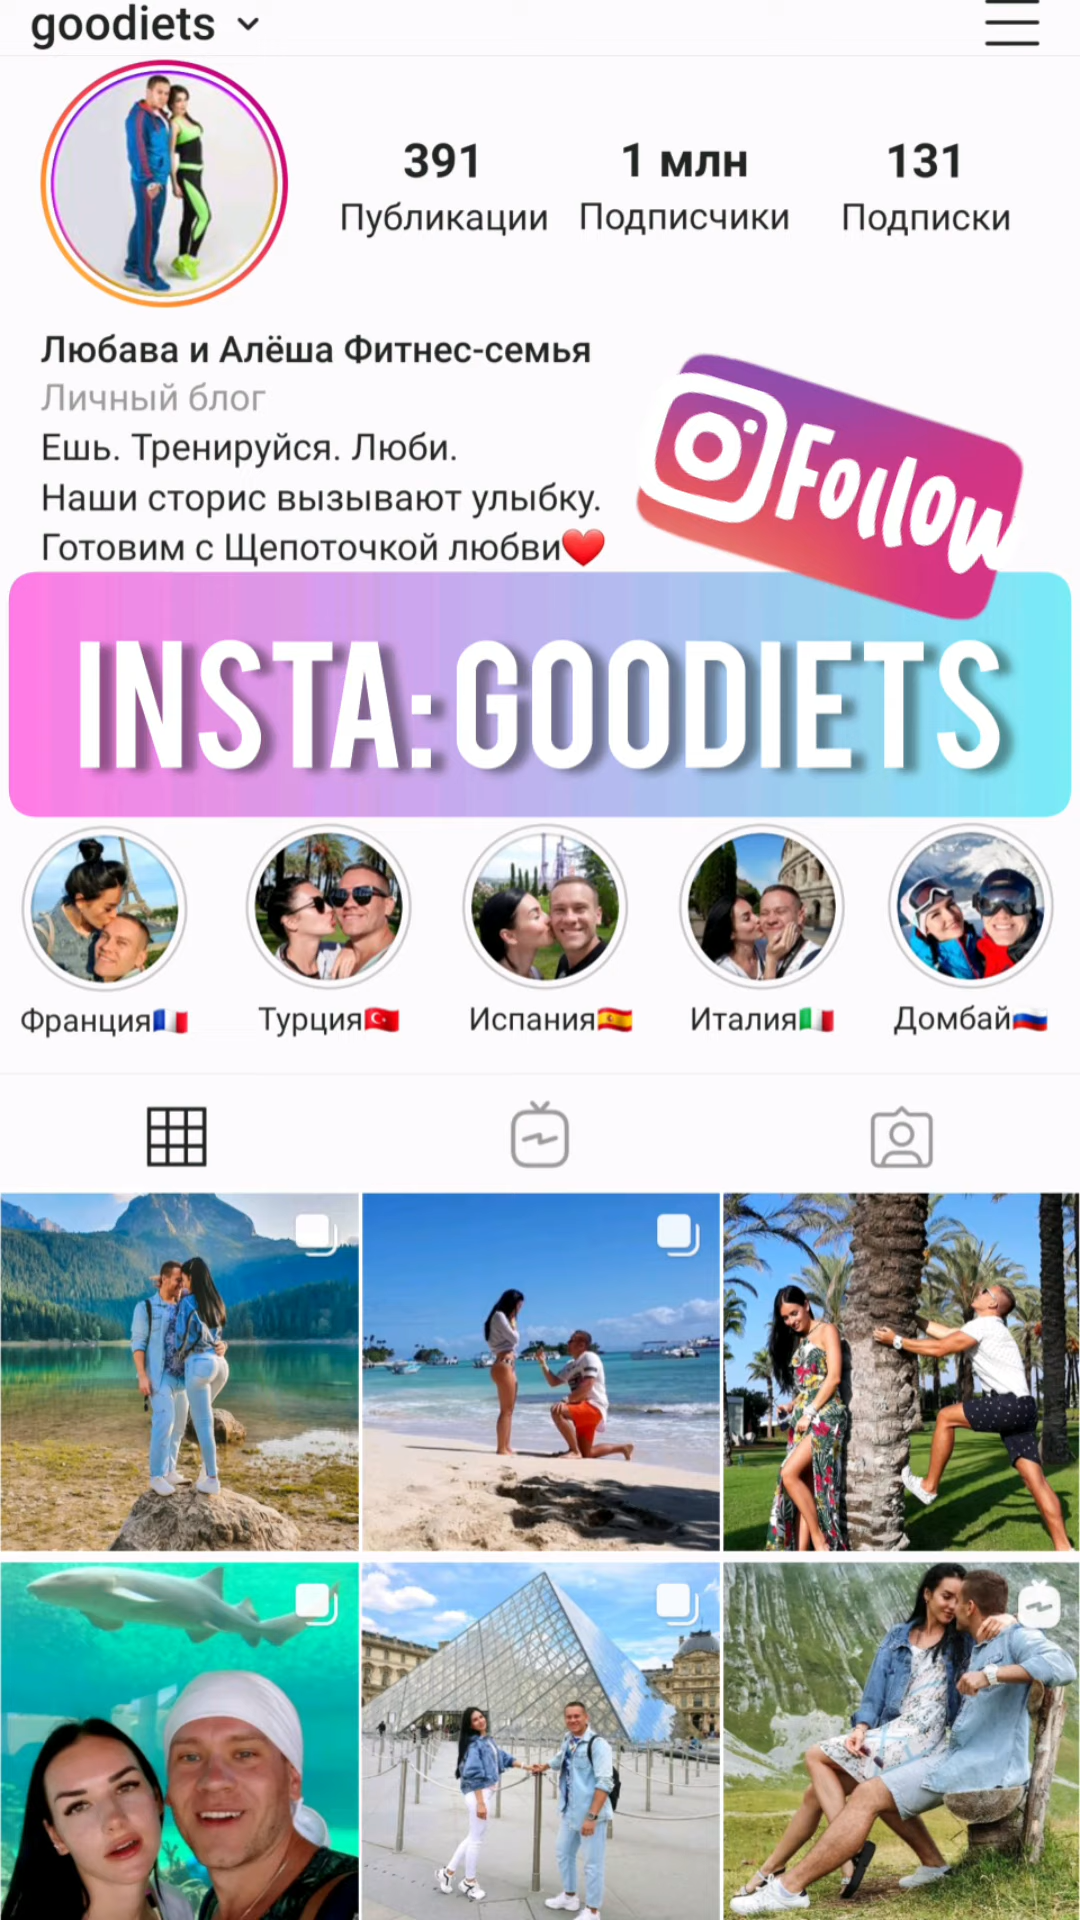 goodiets
391
1 млн
131
Публикации
Подписчики
Подписки
Любава и Алёша Фитнес-семья
Личный блог
Ешь. Тренируйся. Люби.
Наши сторис вызывают улыбку.
Готовим с Щепоточкой любви❤️
Follow
INSTA:GOODIETS
Франция🇫🇷
Турция🇹🇷
Испания🇪🇸
Италия🇮🇹
Домбай🇷🇺